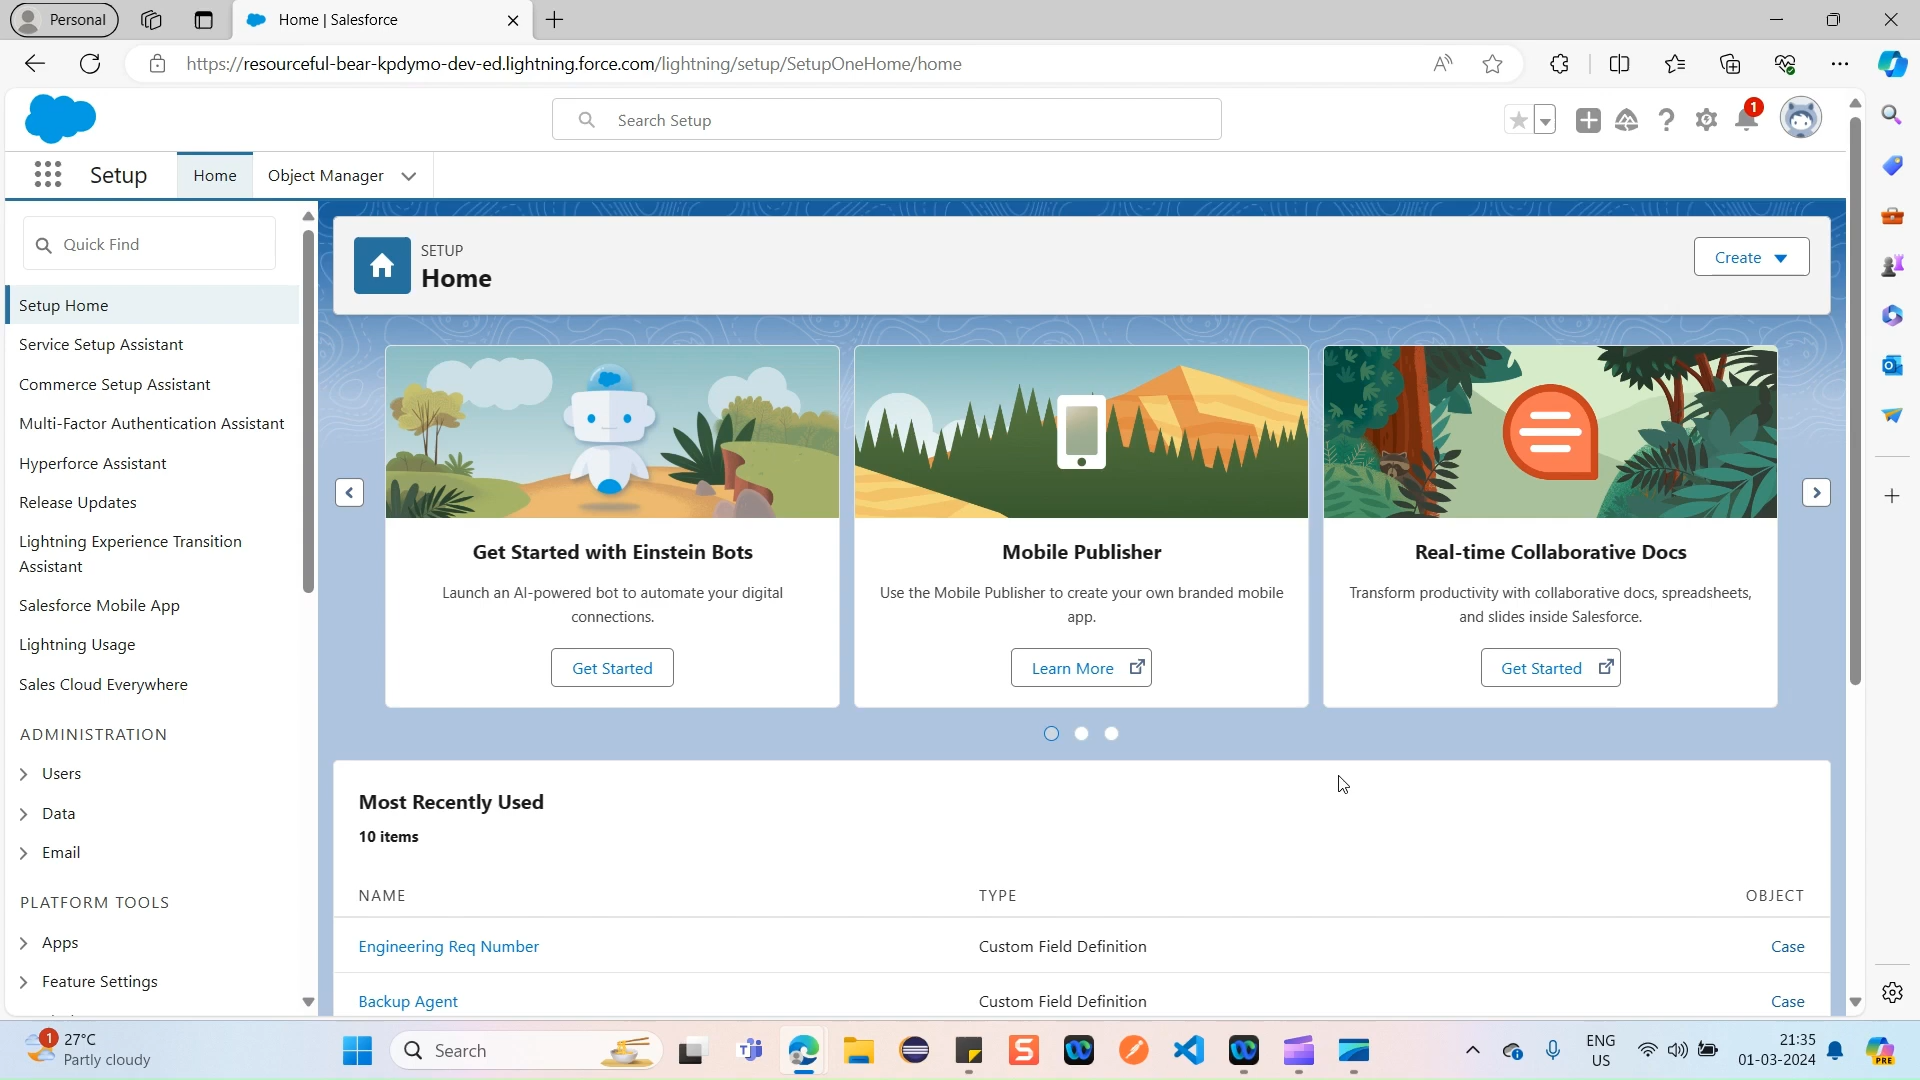 Personal
Home | Salesforce
https://resourceful-bear-kpdymo-dev-ed.lightning.force.com/lightning/setup/SetupOneHome/home
Search Setup
1
Setup
Home
Object Manager
Quick Find
Setup Home
Service Setup Assistant
Commerce Setup Assistant
Multi-Factor Authentication Assistant
Hyperforce Assistant
Release Updates
Lightning Experience Transition
Assistant
Salesforce Mobile App
Lightning Usage
Sales Cloud Everywhere
ADMINISTRATION
Users
Data
Email
PLATFORM TOOLS
Apps
Feature Settings
SETUP
Home
Create
Get Started with Einstein Bots
Launch an AI-powered bot to automate your digital
connections.
Get Started
Mobile Publisher
Use the Mobile Publisher to create your own branded mobile
app.
Learn More
Real-time Collaborative Docs
Transform productivity with collaborative docs, spreadsheets,
and slides inside Salesforce.
Get Started
Most Recently Used
10 items
NAME
TYPE
OBJECT
Engineering Req Number
Custom Field Definition
Case
Backup Agent
Custom Field Definition
Case
1
27°C
Partly cloudy
Search
ENG
US
21:35
01-03-2024
PRE